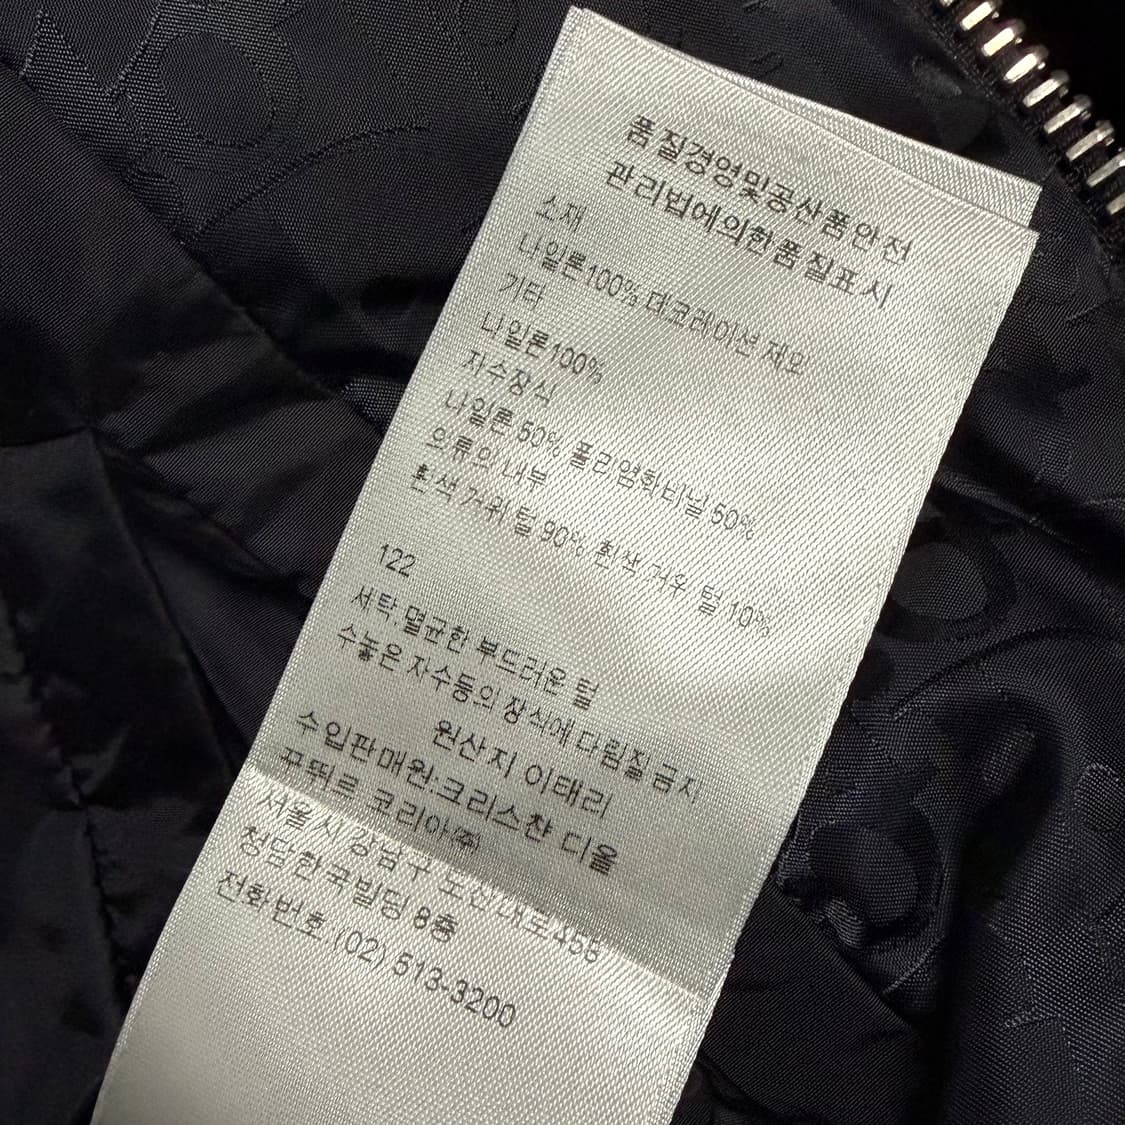 품질경영및공산품안전
관리법에의한품질표시
소재
나일론100% 데코레이션 제외
기타
나일론100%
자수장식
나일론 50% 폴리염화비닐 50%
의류의 내부
흰색 거위 털 90% 흰색 거위 털 10%
122
세탁,멸균한 부드러운 털
수놓은 자수등의 장식에 다림질 금지
원산지 이태리
수입판매원:크리스챤 디올
꾸뛰르 코리아㈜
서울시 강남구 도산대로458
청담한국빌딩 8층
전화번호 (02) 513-3200